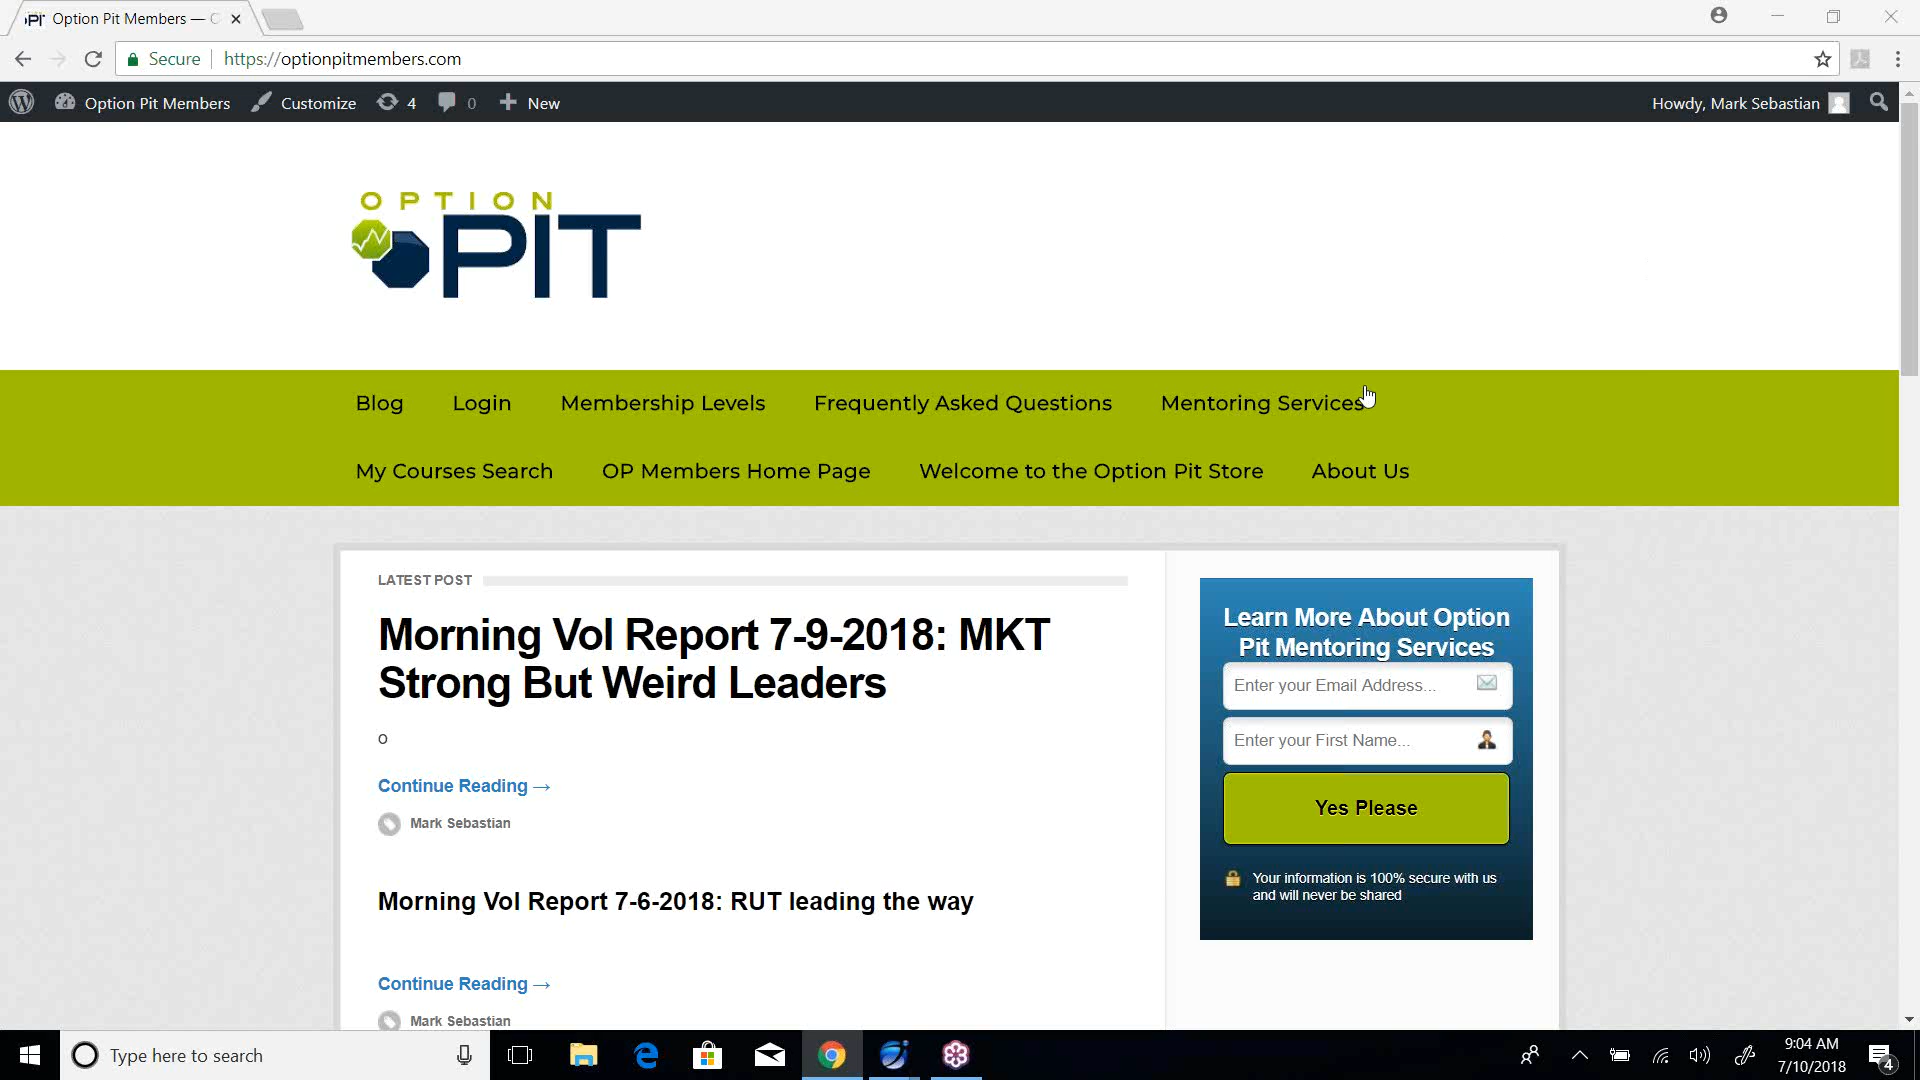 Option Pit Members —
Secure
https://optionpitmembers.com
Option Pit Members
Customize
4
0
New
Howdy, Mark Sebastian
OPTION
PIT
Blog
Login
Membership Levels
Frequently Asked Questions
Mentoring Services
My Courses Search
OP Members Home Page
Welcome to the Option Pit Store
About Us
LATEST POST
Morning Vol Report 7-9-2018: MKT
Strong But Weird Leaders
o
Continue Reading →
Mark Sebastian
Morning Vol Report 7-6-2018: RUT leading the way
Continue Reading →
Mark Sebastian
Learn More About Option
Pit Mentoring Services
Enter your Email Address...
Enter your First Name...
Yes Please
Your information is 100% secure with us
and will never be shared
Type here to search
9:04 AM
7/10/2018
4